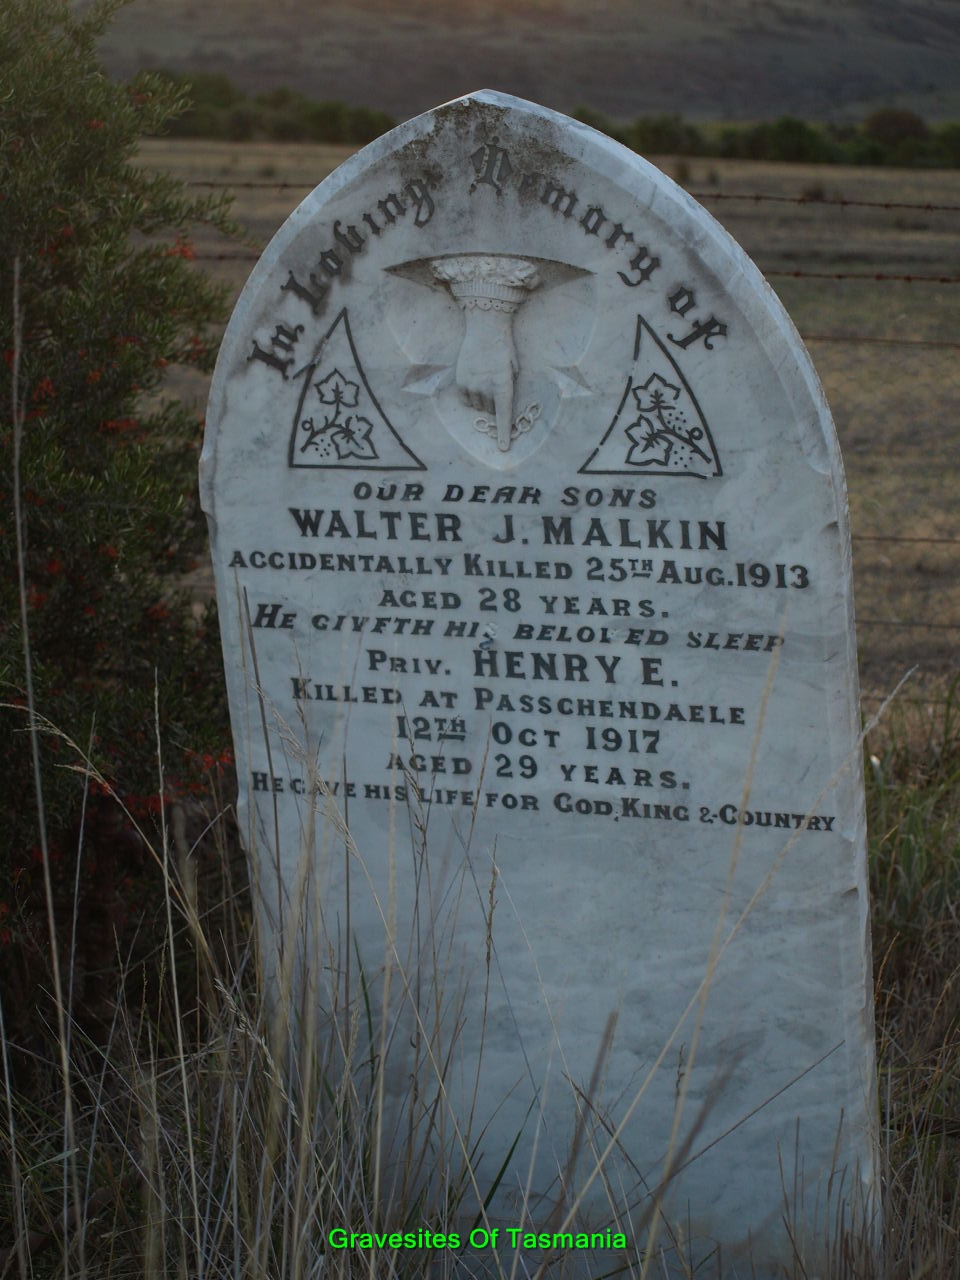 In Loving Memory of
OUR DEAR SONS
WALTER J. MALKIN
ACCIDENTALLY KILLED 25TH AUG. 1913
AGED 28 YEARS.
HE GIVETH HIS BELOVED SLEEP
&
PRIV. HENRY E.
KILLED AT PASSCHENDAELE
12TH OCT 1917
AGED 29 YEARS.
HE GAVE HIS LIFE FOR GOD, KING & COUNTRY
Gravesites Of Tasmania